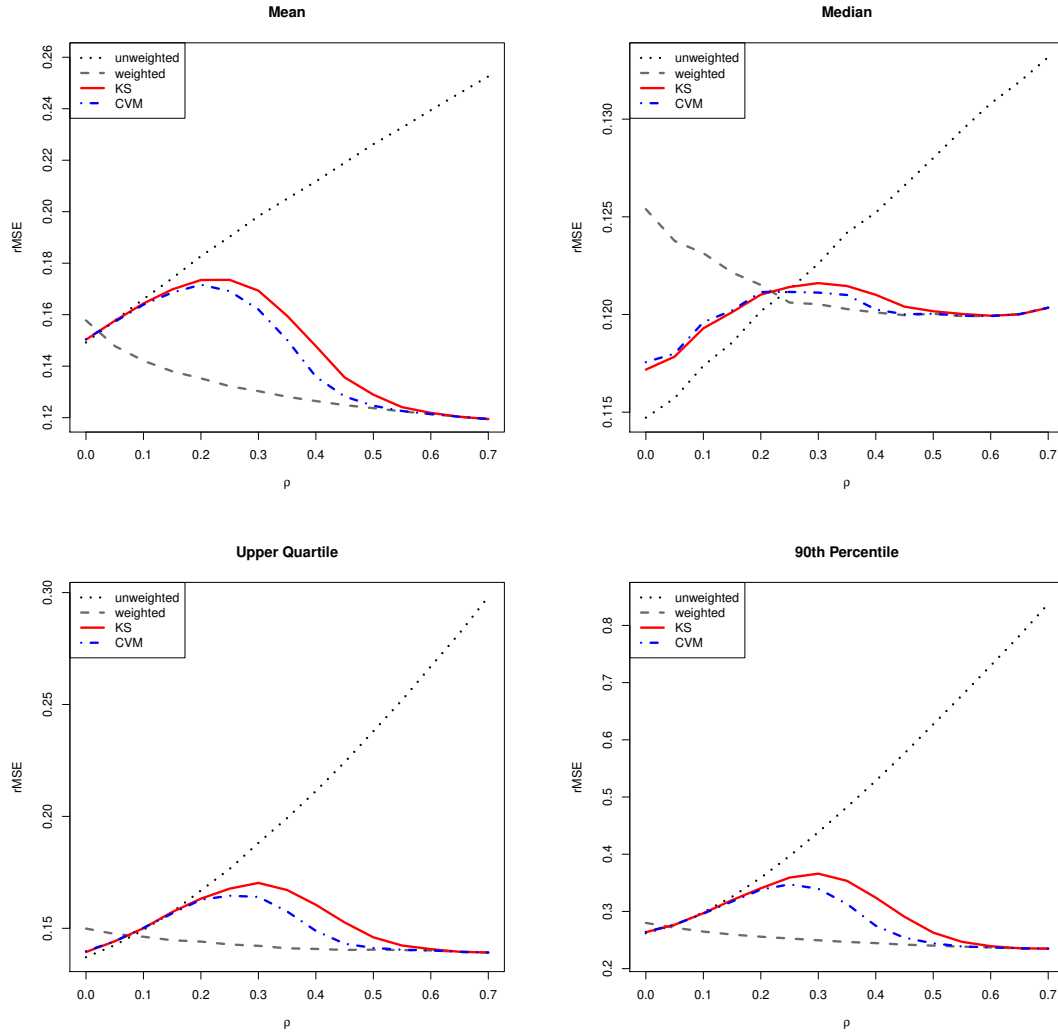 Mean
unweighted
weighted
KS
CVM
rMSE
0.12 0.14 0.16 0.18 0.20 0.22 0.24 0.26
0.0 0.1 0.2 0.3 0.4 0.5 0.6 0.7
ρ
Median
unweighted
weighted
KS
CVM
rMSE
0.115 0.120 0.125 0.130
0.0 0.1 0.2 0.3 0.4 0.5 0.6 0.7
ρ
Upper Quartile
unweighted
weighted
KS
CVM
rMSE
0.15 0.20 0.25 0.30
0.0 0.1 0.2 0.3 0.4 0.5 0.6 0.7
ρ
90th Percentile
unweighted
weighted
KS
CVM
rMSE
0.2 0.3 0.4 0.5 0.6 0.7 0.8
0.0 0.1 0.2 0.3 0.4 0.5 0.6 0.7
ρ